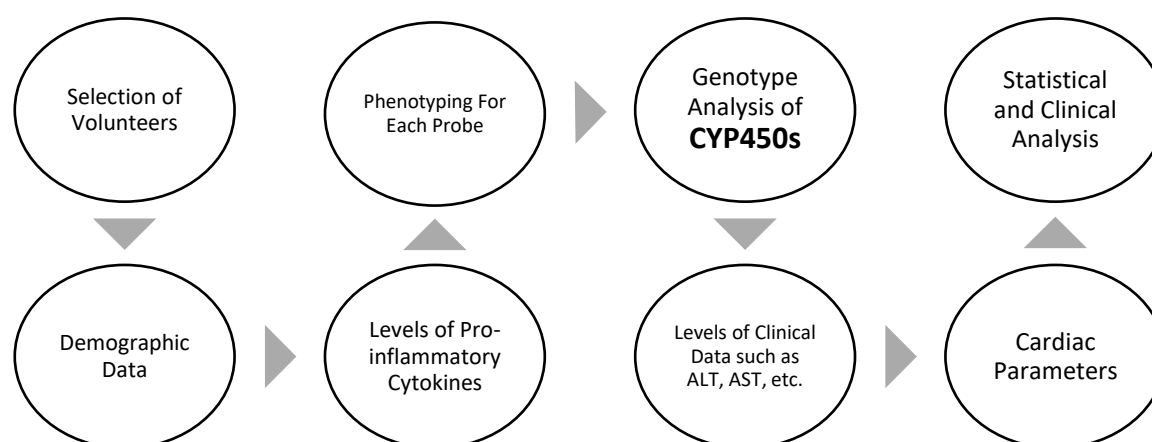 Selection of
Volunteers
Demographic
Data
Levels of Pro-
inflammatory
Cytokines
Phenotyping For
Each Probe
Genotype
Analysis of
CYP450s
Levels of Clinical
Data such as
ALT, AST, etc.
Cardiac
Parameters
Statistical
and Clinical
Analysis